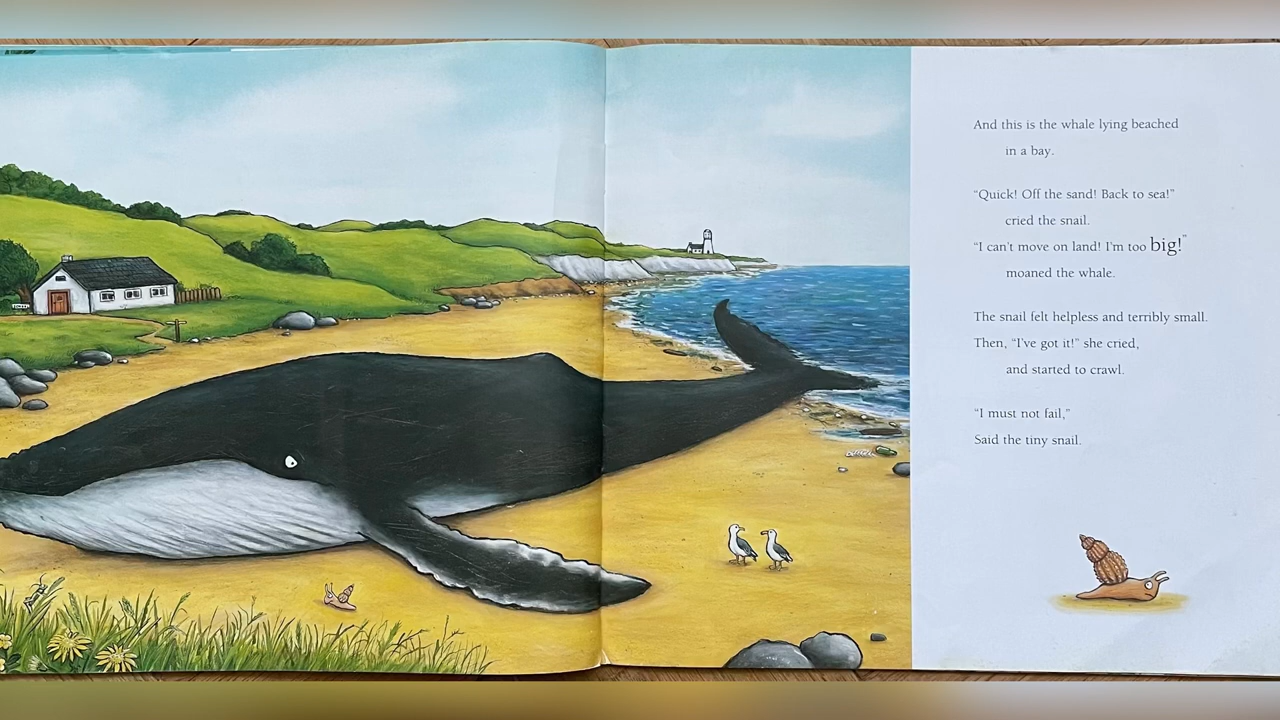 And this is the whale lying beached
in a bay.
“Quick! Off the sand! Back to sea!”
cried the snail.
“I can't move on land! I'm too big!”
moaned the whale.
The snail felt helpless and terribly small.
Then, “I've got it!” she cried,
and started to crawl.
“I must not fail,”
Said the tiny snail.